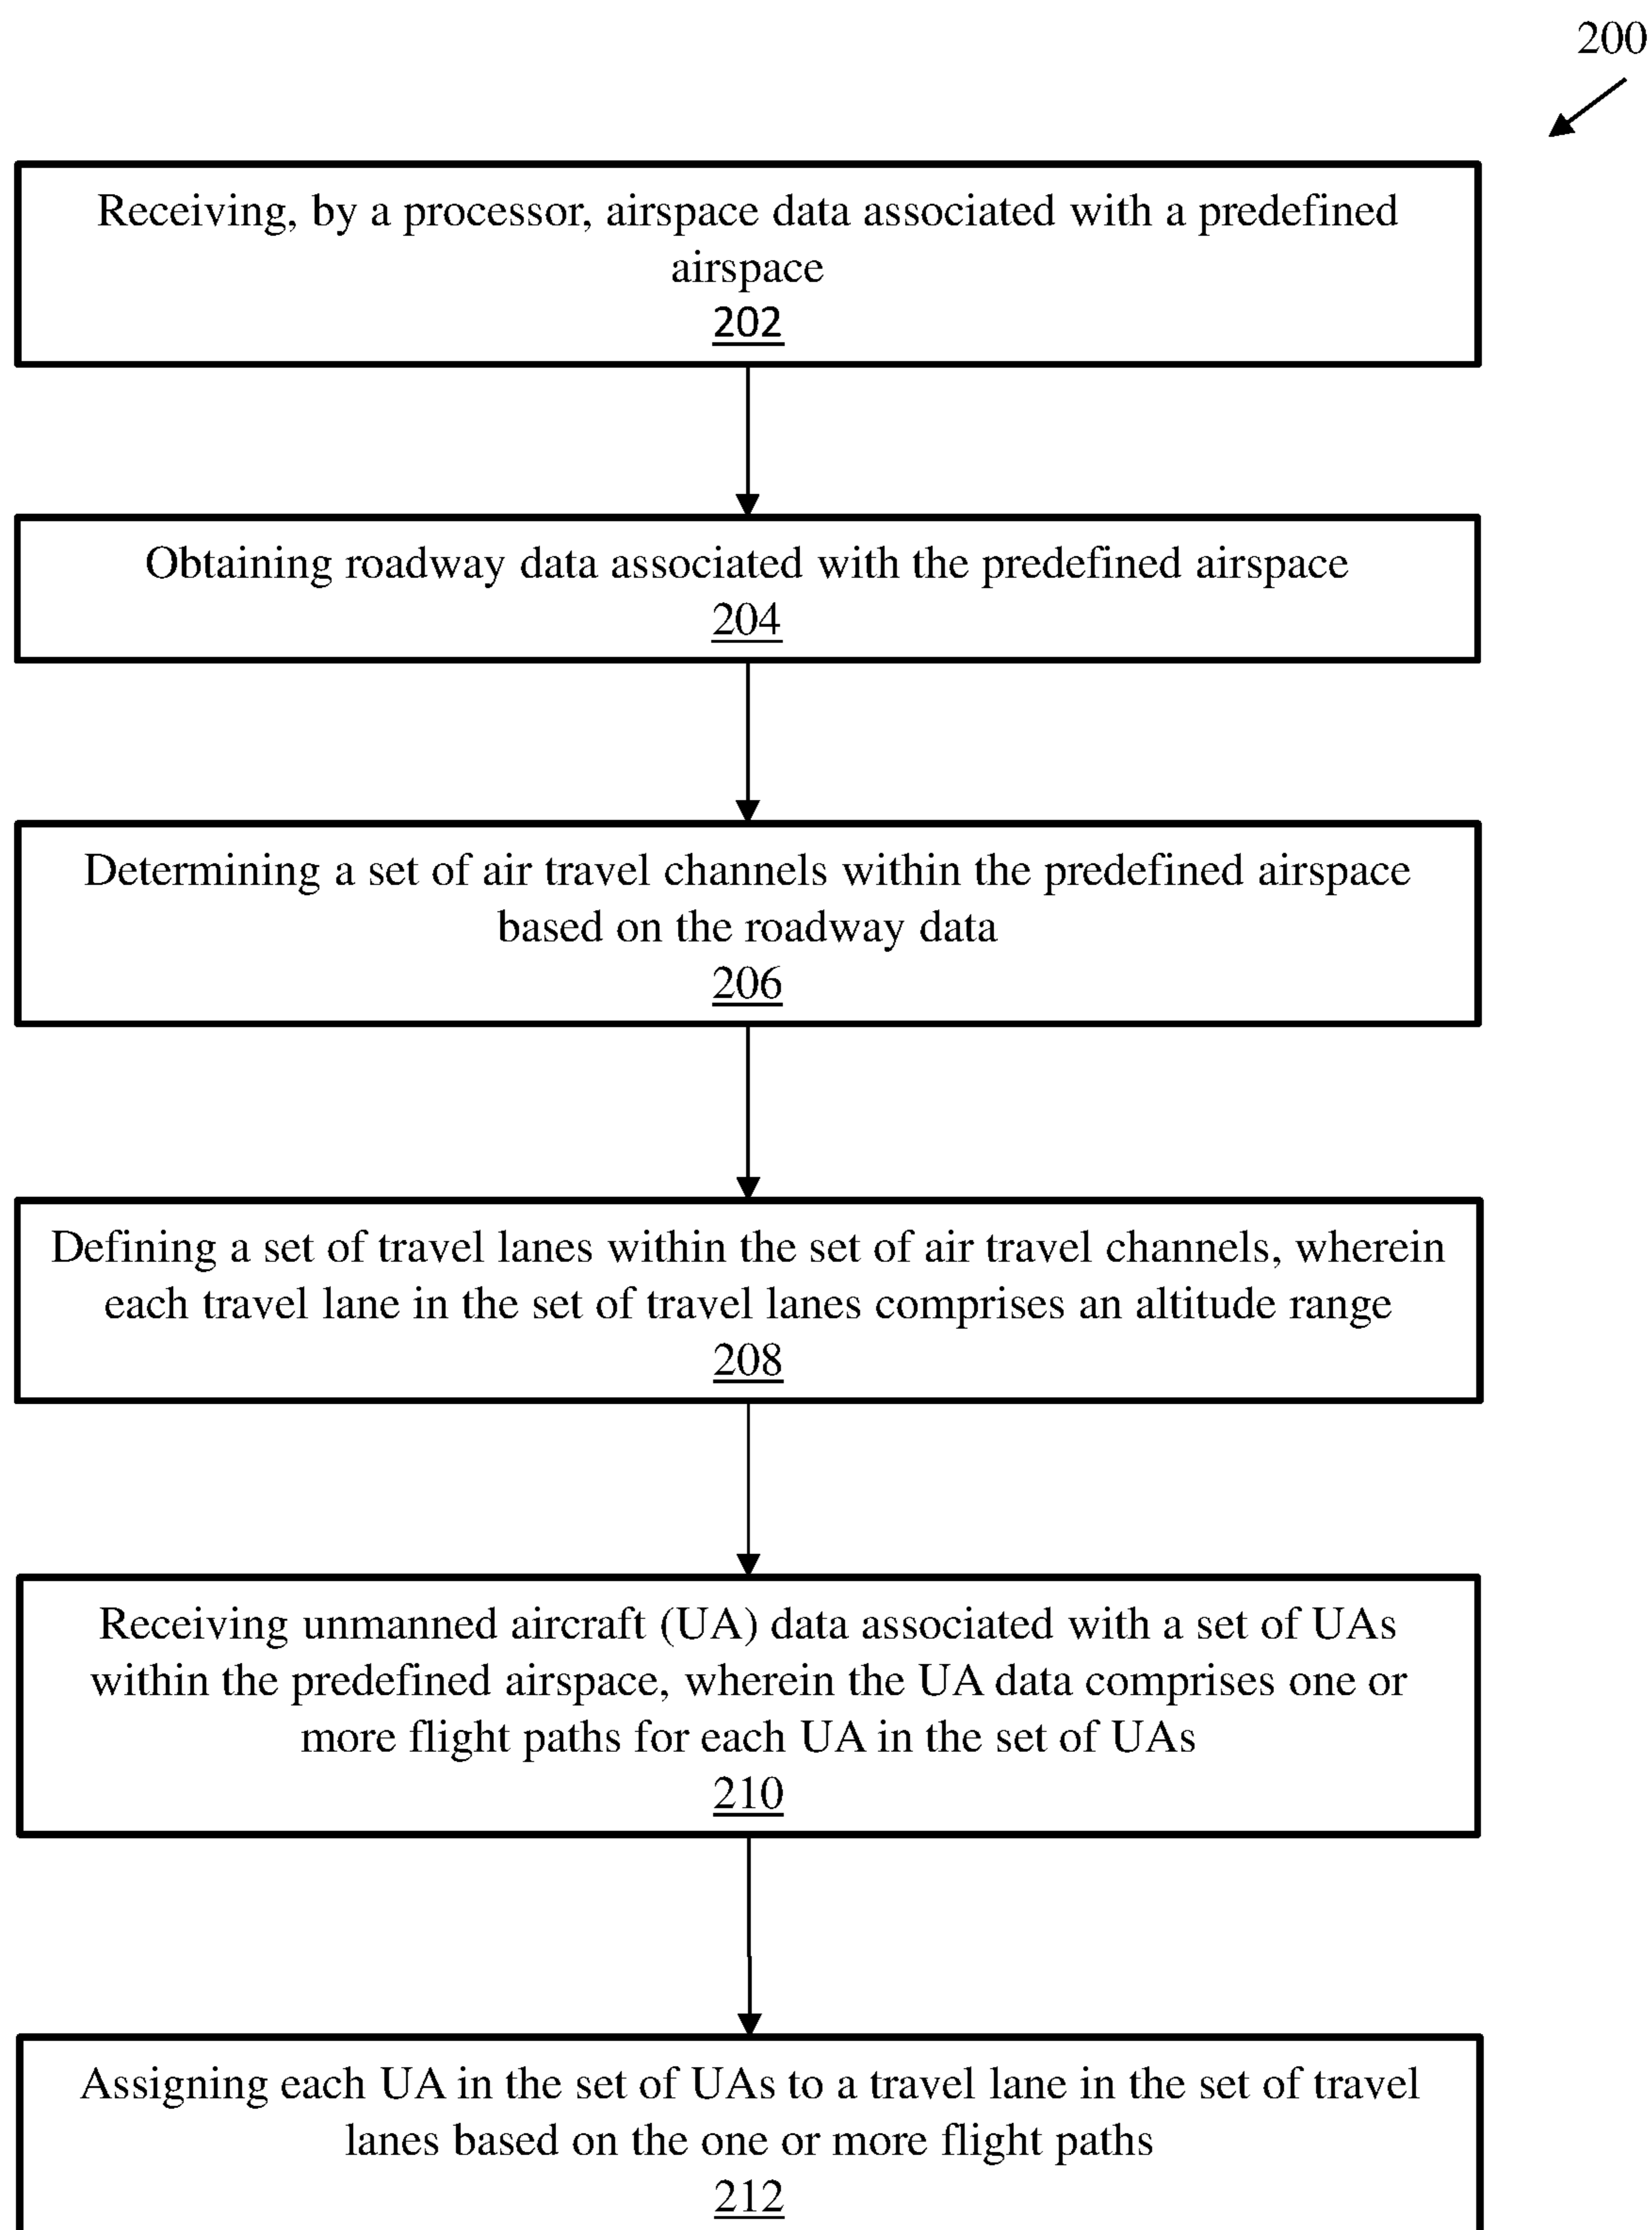 200
Receiving, by a processor, airspace data associated with a predefined
airspace
202
Obtaining roadway data associated with the predefined airspace
204
Determining a set of air travel channels within the predefined airspace
based on the roadway data
206
Defining a set of travel lanes within the set of air travel channels, wherein
each travel lane in the set of travel lanes comprises an altitude range
208
Receiving unmanned aircraft (UA) data associated with a set of UAs
within the predefined airspace, wherein the UA data comprises one or
more flight paths for each UA in the set of UAs
210
Assigning each UA in the set of UAs to a travel lane in the set of travel
lanes based on the one or more flight paths
212